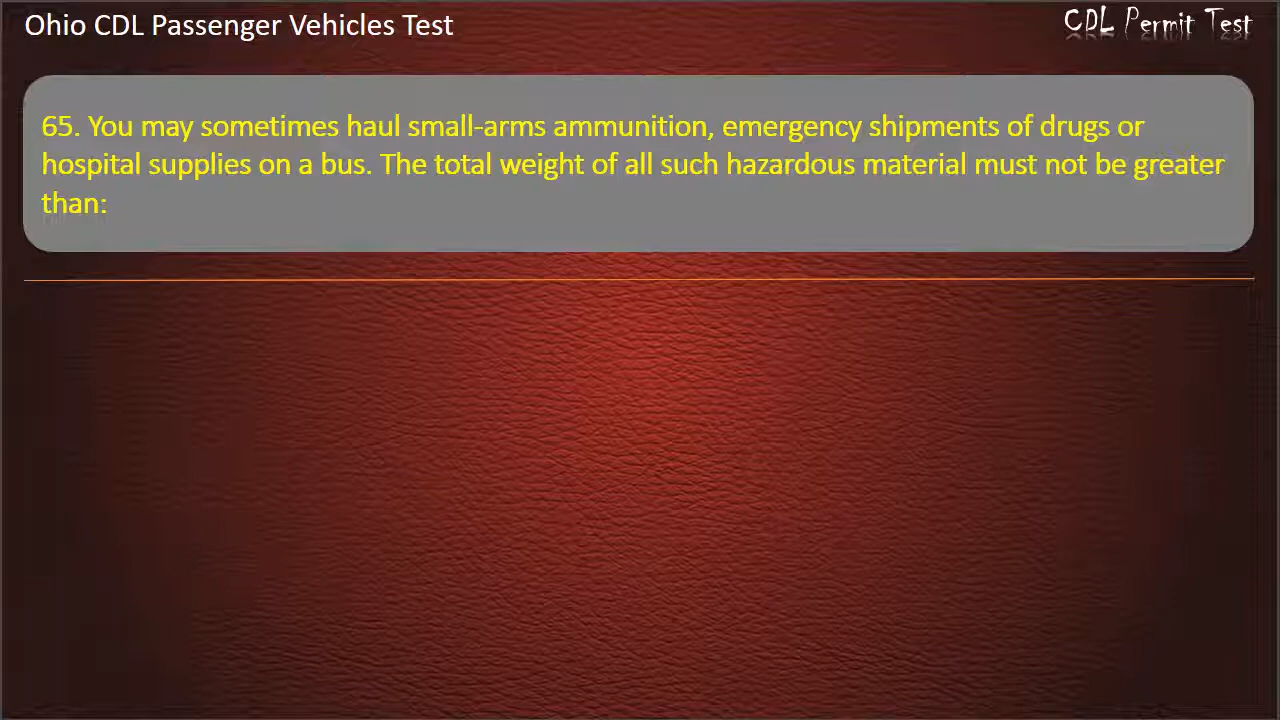 Ohio CDL Passenger Vehicles Test
CDL Permit Test
65. You may sometimes haul small-arms ammunition, emergency shipments of drugs or
hospital supplies on a bus. The total weight of all such hazardous material must not be greater
than: